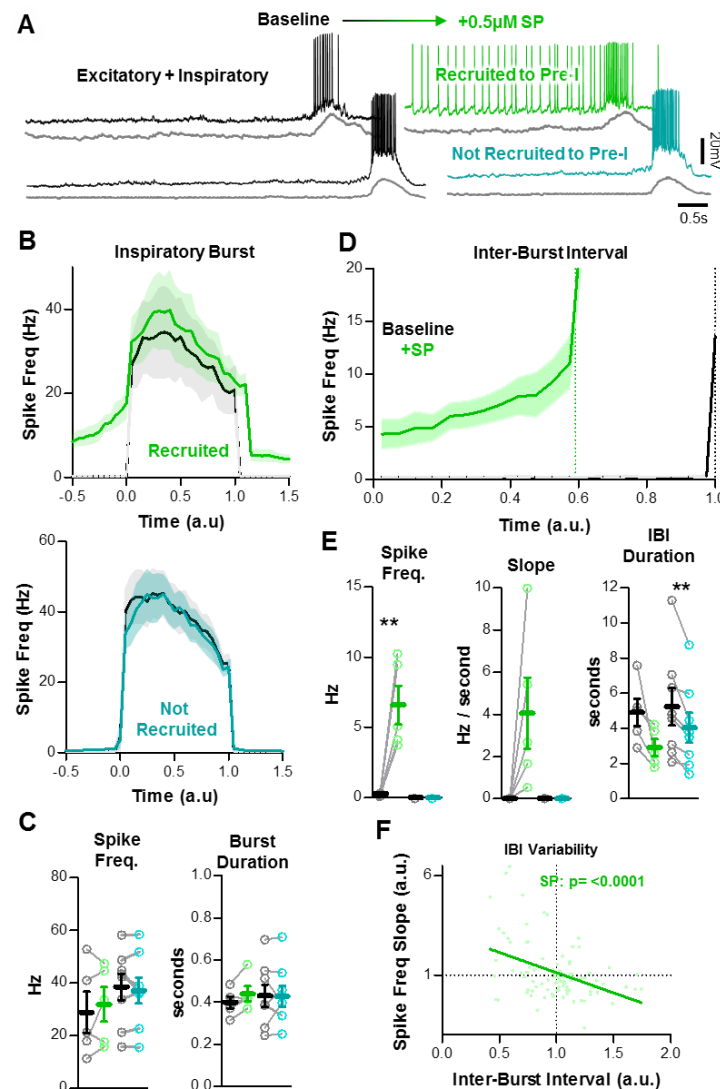 A
Baseline
+0.5µM SP
Excitatory + Inspiratory
Recruited to Pre-I
Not Recruited to Pre-I
20mV
0.5s
B
Inspiratory Burst
Spike Freq (Hz)
60
40
20
0
Recruited
-0.5
0.0
0.5
1.0
1.5
Time (a.u)
Spike Freq (Hz)
60
40
20
0
Not
Recruited
-0.5
0.0
0.5
1.0
1.5
Time (a.u)
C
Spike
Freq.
Hz
80
60
40
20
0
Burst
Duration
seconds
1.0
0.8
0.6
0.4
0.2
0.0
D
Inter-Burst Interval
Spike Freq (Hz)
20
15
10
5
0
Baseline
+SP
0.0
0.2
0.4
0.6
0.8
1.0
Time (a.u.)
E
Spike
Freq.
Hz
15
10
5
0
**
Slope
Hz / second
10
8
6
4
2
0
IBI
Duration
seconds
12
10
8
6
4
2
0
**
F
IBI Variability
SP: p= <0.0001
Spike Freq Slope (a.u.)
6
1
0.0
0.5
1.0
1.5
2.0
Inter-Burst Interval (a.u.)